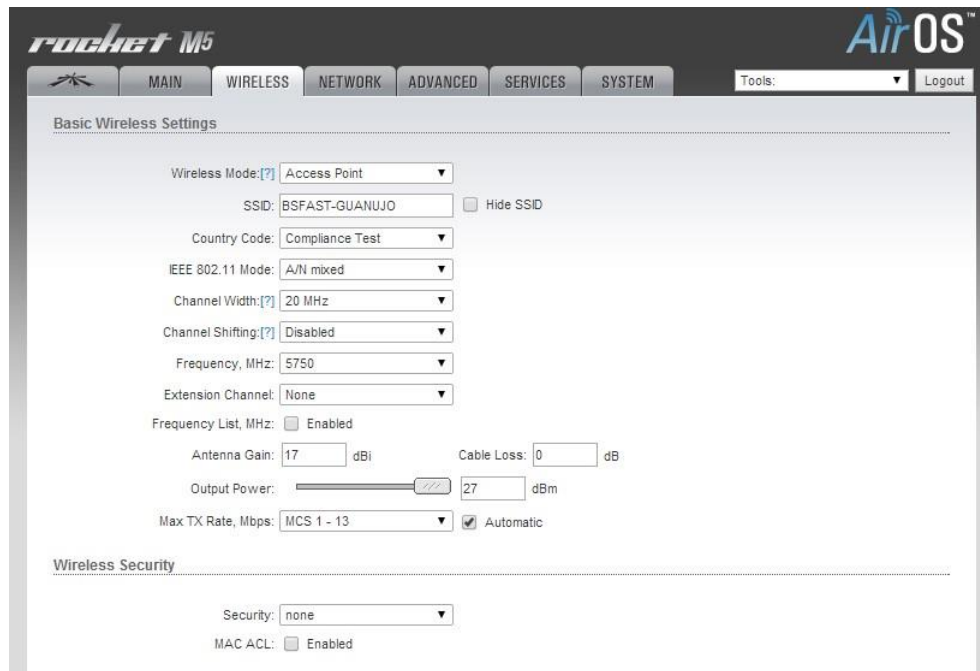 rocket M5
AirOS™
MAIN WIRELESS NETWORK ADVANCED SERVICES SYSTEM Tools: Logout
Basic Wireless Settings
Wireless Mode:[?] Access Point
SSID: BSFAST-GUANUJO Hide SSID
Country Code: Compliance Test
IEEE 802.11 Mode: A/N mixed
Channel Width:[?] 20 MHz
Channel Shifting:[?] Disabled
Frequency, MHz: 5750
Extension Channel: None
Frequency List, MHz: Enabled
Antenna Gain: 17 dBi Cable Loss: 0 dB
Output Power: 27 dBm
Max TX Rate, Mbps: MCS 1 - 13 Automatic
Wireless Security
Security: none
MAC ACL: Enabled